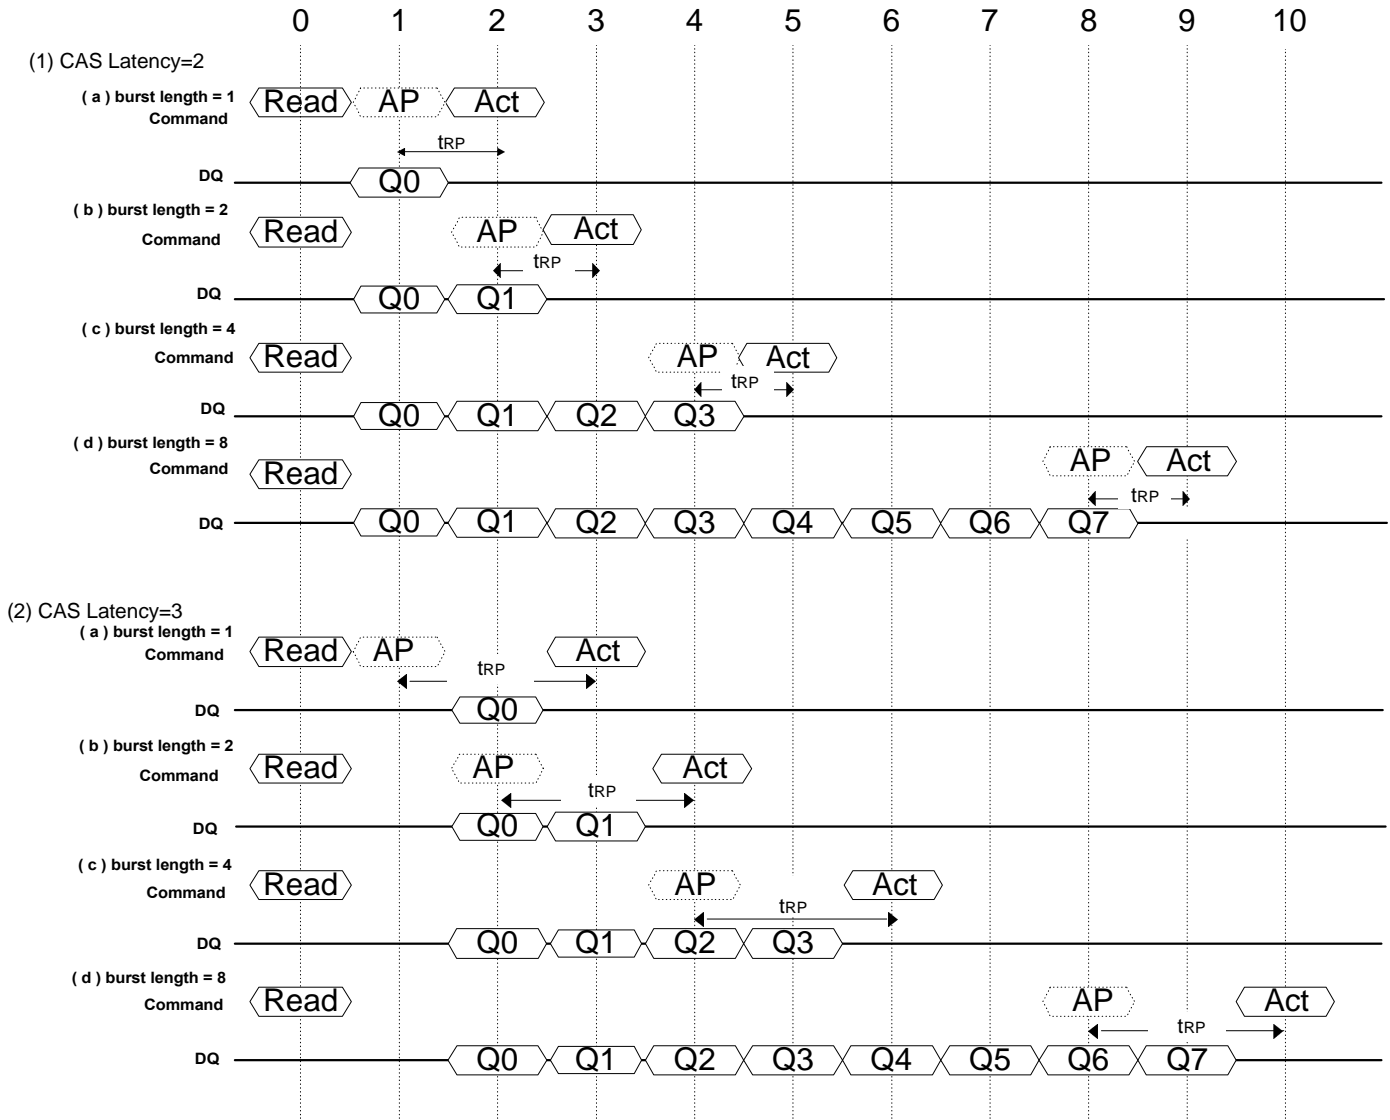 0 1 2 3 4 5 6 7 8 9 10
(1) CAS Latency=2
( a ) burst length = 1
Command Read AP Act
tRP
DQ Q0
( b ) burst length = 2
Command Read AP Act
tRP
DQ Q0 Q1
( c ) burst length = 4
Command Read AP Act
tRP
DQ Q0 Q1 Q2 Q3
( d ) burst length = 8
Command Read AP Act
tRP
DQ Q0 Q1 Q2 Q3 Q4 Q5 Q6 Q7
(2) CAS Latency=3
( a ) burst length = 1
Command Read AP Act
tRP
DQ Q0
( b ) burst length = 2
Command Read AP Act
tRP
DQ Q0 Q1
( c ) burst length = 4
Command Read AP Act
tRP
DQ Q0 Q1 Q2 Q3
( d ) burst length = 8
Command Read AP Act
tRP
DQ Q0 Q1 Q2 Q3 Q4 Q5 Q6 Q7